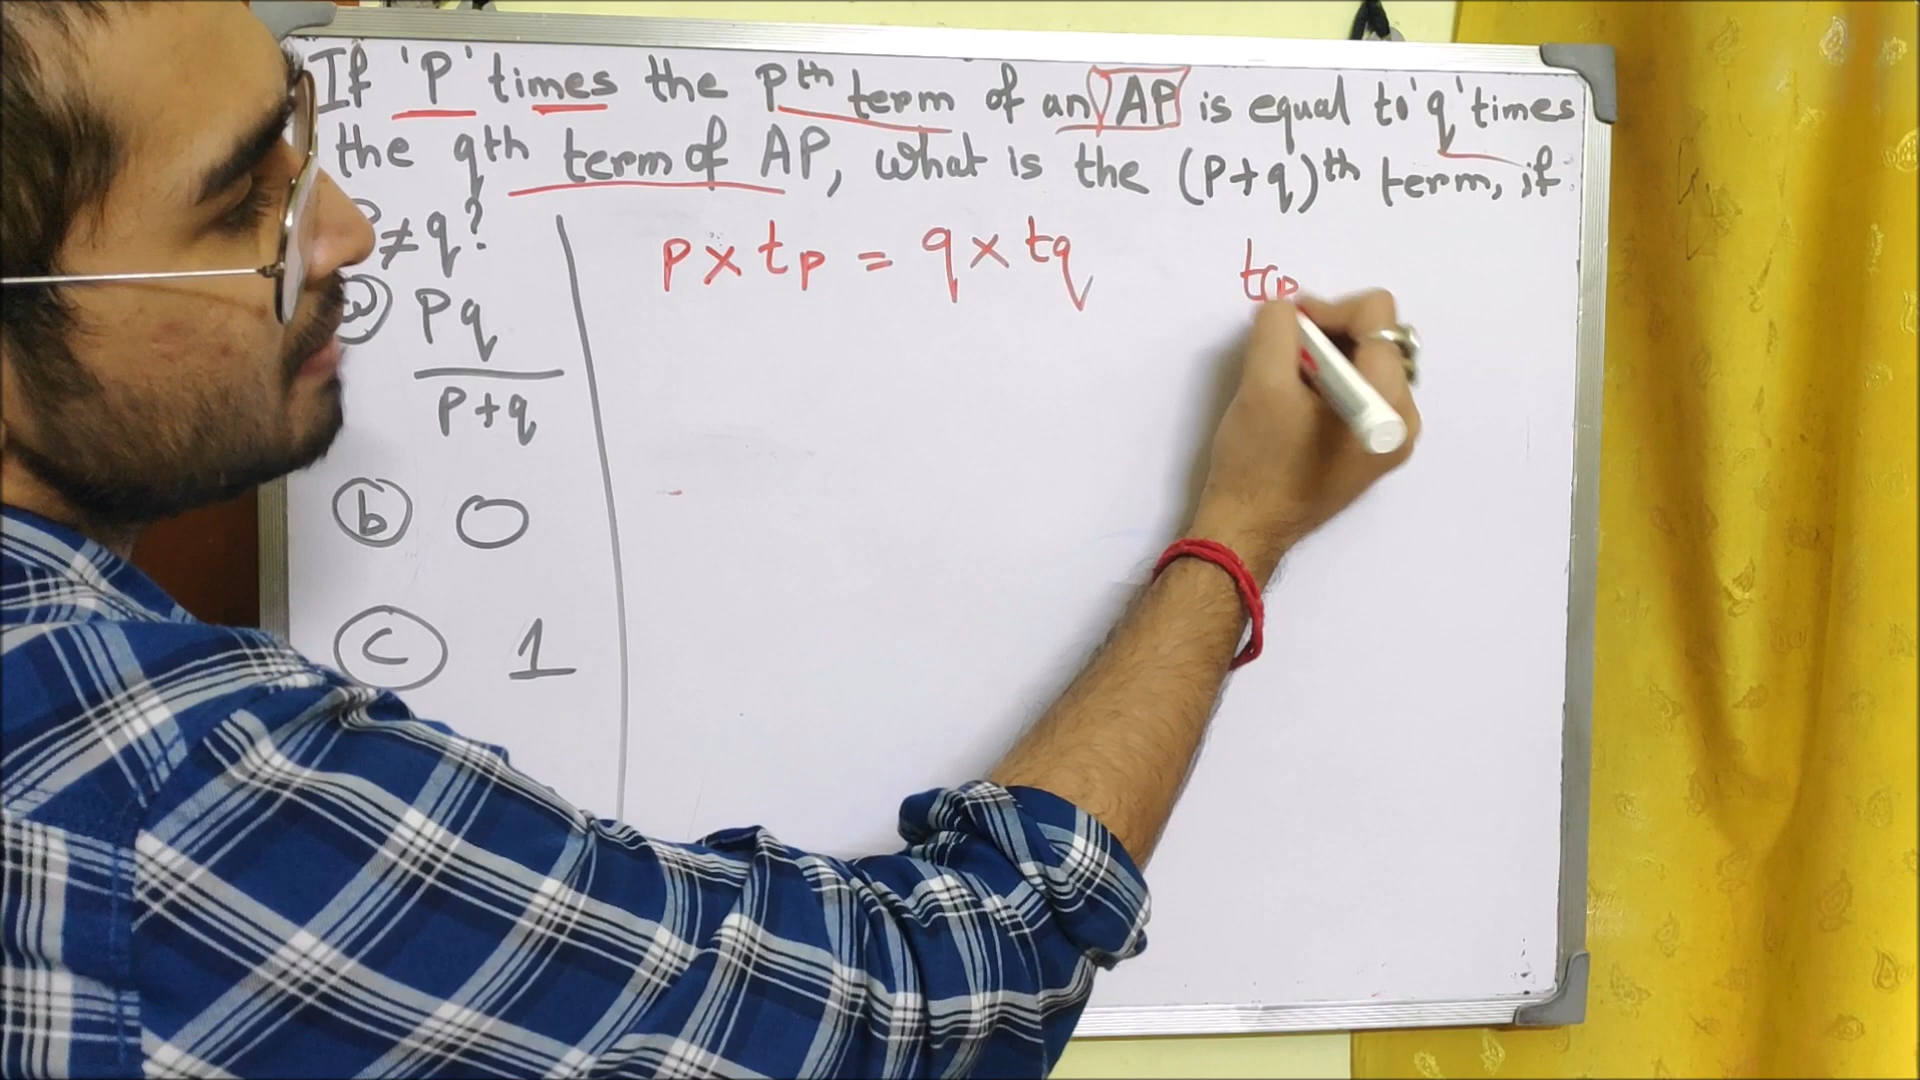 If 'P' times the Pth term of an AP is equal to 'q' times
the qth term of AP, what is the (P+q)th term, if
≠ q?
P × tp = q × tq
t(p
Pq
P+q
b 0
c 1